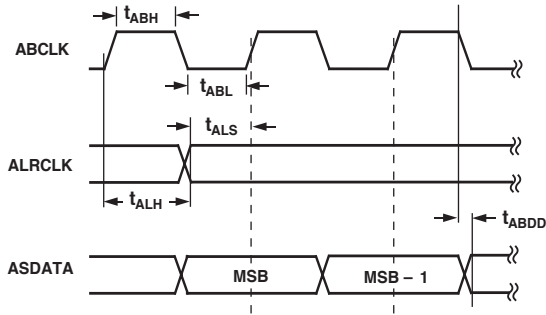 tABH
ABCLK
tABL
tALS
ALRCLK
tALH
tABDD
ASDATA
MSB
MSB – 1